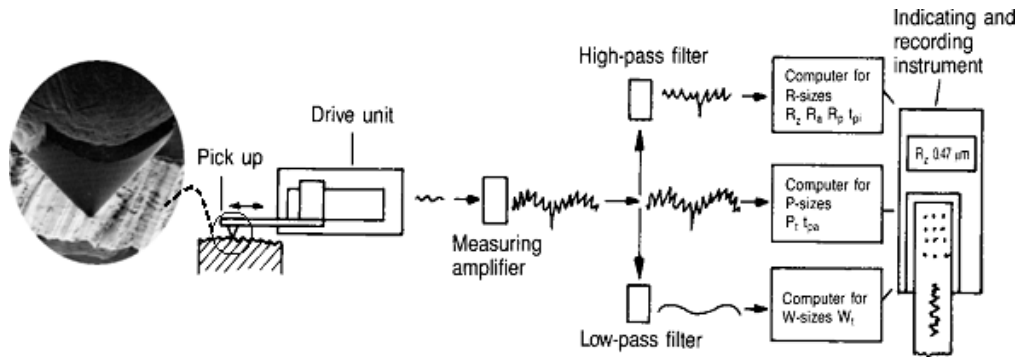 Indicating and
recording
instrument
High-pass filter
Computer for
R-sizes
Rz Ra Rp tpi
Drive unit
Pick up
Rz 0.47 μm
Computer for
P-sizes
Pt tpa
Measuring
amplifier
Computer for
W-sizes Wt
Low-pass filter